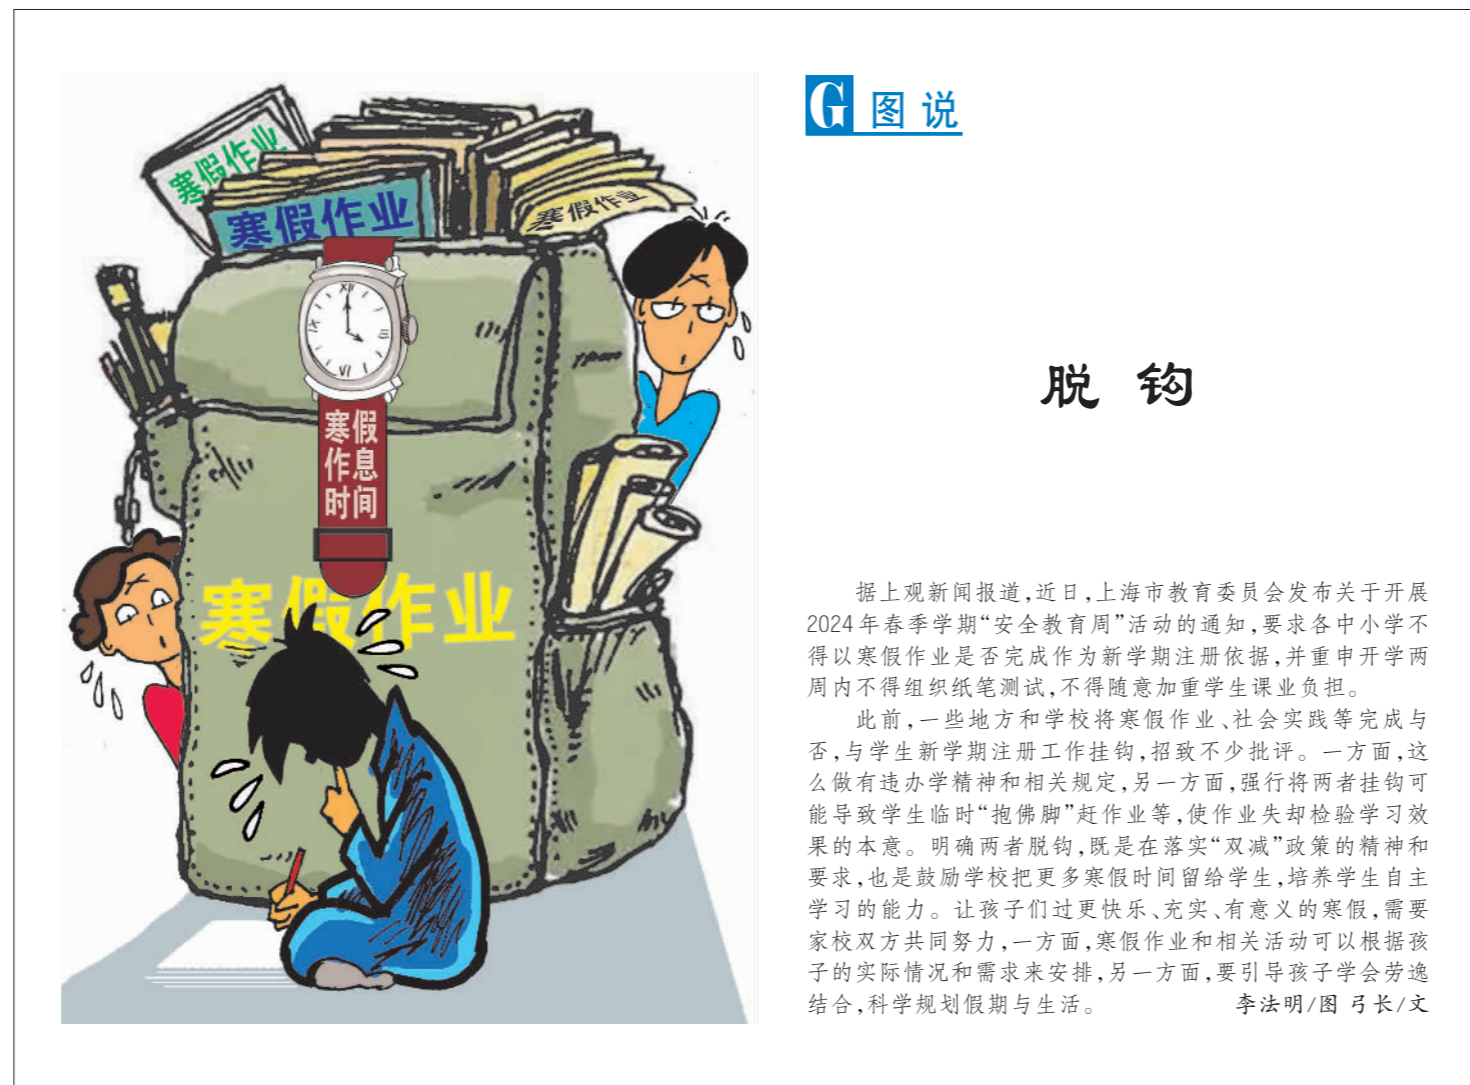 寒假作业
寒假作业
寒假作业
XII
III
VI
IX
寒假
作息
时间
寒假作业
G 图说
脱钩
据上观新闻报道,近日,上海市教育委员会发布关于开展
2024年春季学期“安全教育周”活动的通知,要求各中小学不
得以寒假作业是否完成作为新学期注册依据,并重申开学两
周内不得组织纸笔测试,不得随意加重学生课业负担。
此前,一些地方和学校将寒假作业、社会实践等完成与
否,与学生新学期注册工作挂钩,招致不少批评。一方面,这
么做有违办学精神和相关规定,另一方面,强行将两者挂钩可
能导致学生临时“抱佛脚”赶作业等,使作业失却检验学习效
果的本意。明确两者脱钩,既是在落实“双减”政策的精神和
要求,也是鼓励学校把更多寒假时间留给学生,培养学生自主
学习的能力。让孩子们过更快乐、充实、有意义的寒假,需要
家校双方共同努力,一方面,寒假作业和相关活动可以根据孩
子的实际情况和需求来安排,另一方面,要引导孩子学会劳逸
结合,科学规划假期与生活。 李法明/图 弓长/文